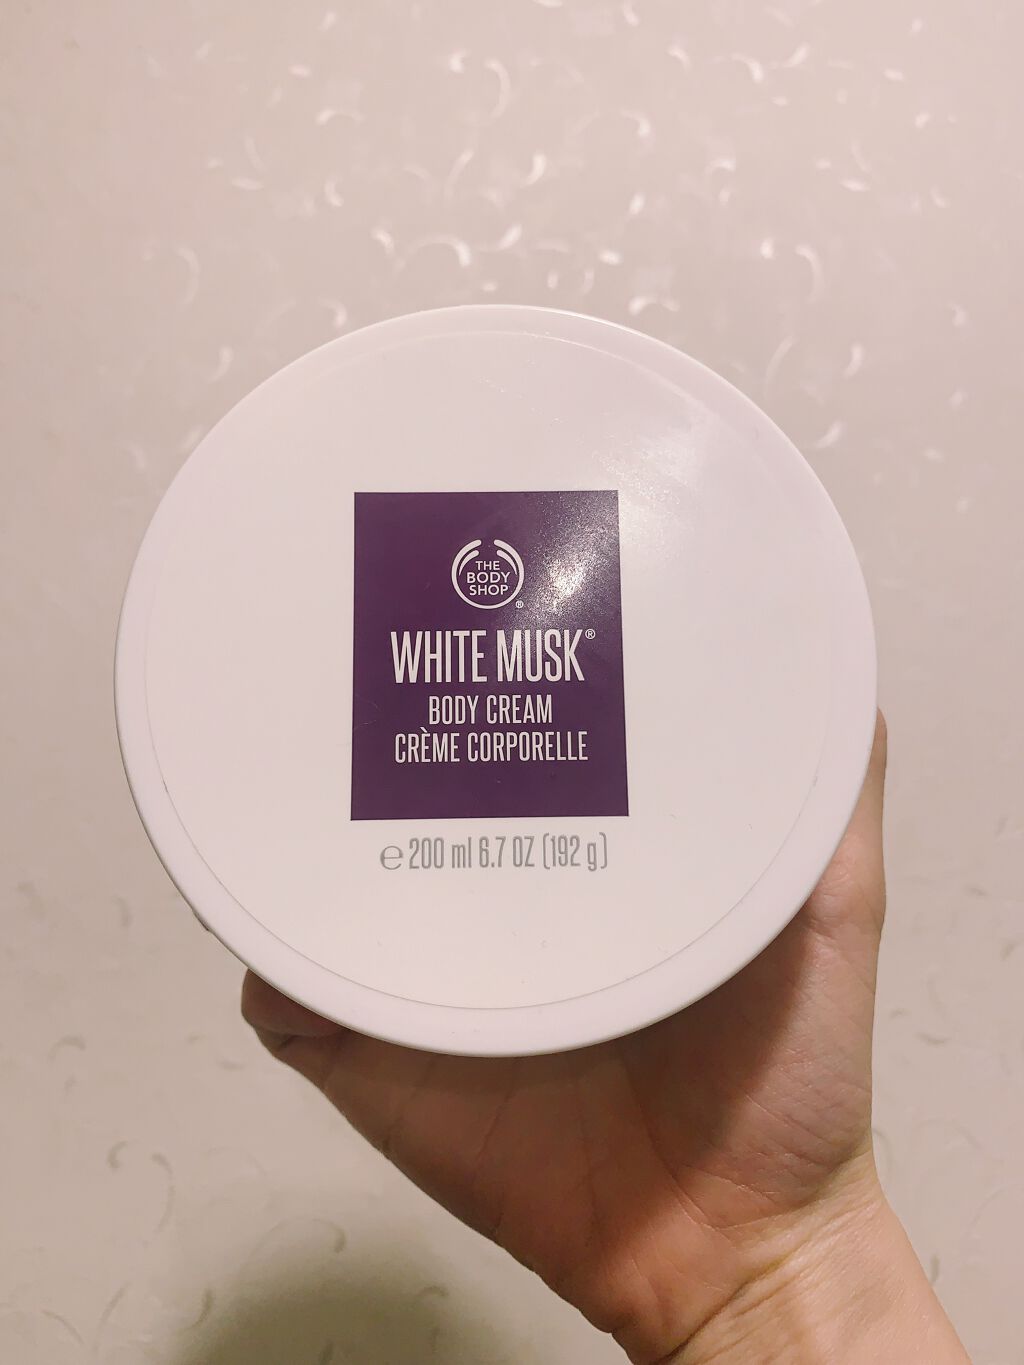 THE
BODY
SHOP®
WHITE MUSK®
BODY CREAM
CRÈME CORPORELLE
℮ 200 ml 6.7 OZ (192 g)